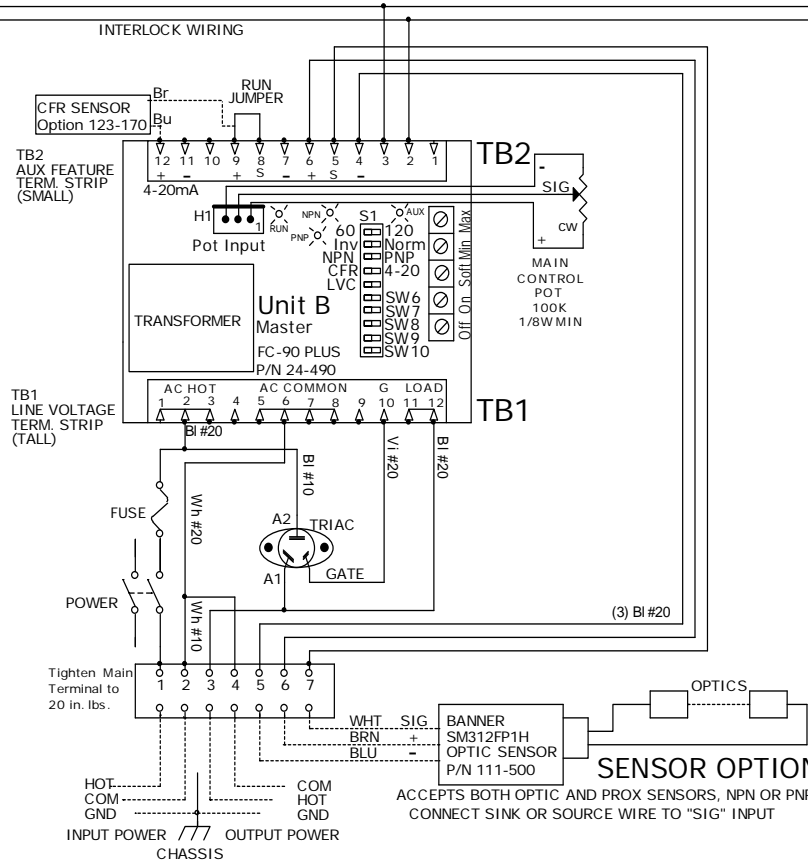 INTERLOCK WIRING
CFR SENSOR
Option 123-170
Br
Bu
RUN
JUMPER
TB2
AUX FEATURE
TERM. STRIP
(SMALL)
12 11 10 9 8 7 6 5 4 3 2 1
+ - + S - + S -
4-20mA
TB2
H1
1
Pot Input
RUN
NPN
PNP
AUX
S1
60 120
Inv Norm
NPN PNP
CFR 4-20
LVC
SW6
SW7
SW8
SW9
SW10
Off On Soft Min Max
-
SIG
CW
+
MAIN
CONTROL
POT
100K
1/8W MIN
TRANSFORMER
Unit B
Master
FC-90 PLUS
P/N 24-490
TB1
LINE VOLTAGE
TERM. STRIP
(TALL)
AC HOT AC COMMON G LOAD
1 2 3 4 5 6 7 8 9 10 11 12
TB1
Bl #20
Wh #20
Bl #10
Vi #20
Bl #20
FUSE
A2
TRIAC
A1
GATE
POWER
Wh #10
(3) Bl #20
Tighten Main
Terminal to
20 in. lbs.
1 2 3 4 5 6 7
WHT SIG
BRN +
BLU -
BANNER
SM312FP1H
OPTIC SENSOR
P/N 111-500
OPTICS
SENSOR OPTION
ACCEPTS BOTH OPTIC AND PROX SENSORS, NPN OR PNP
CONNECT SINK OR SOURCE WIRE TO "SIG" INPUT
HOT COM
COM HOT
GND GND
INPUT POWER OUTPUT POWER
CHASSIS